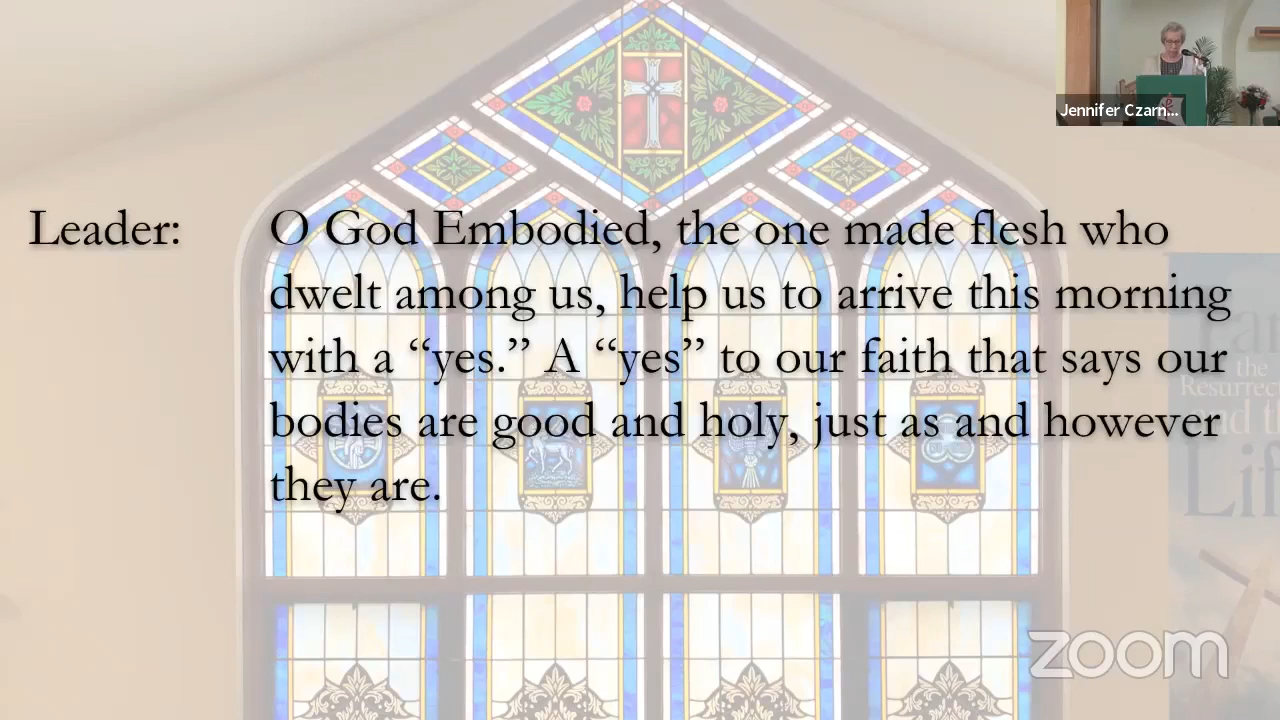 Jennifer Czarn...
Leader: O God Embodied, the one made flesh who
dwelt among us, help us to arrive this morning
with a “yes.” A “yes” to our faith that says our
bodies are good and holy, just as and however
they are.
the
zoom